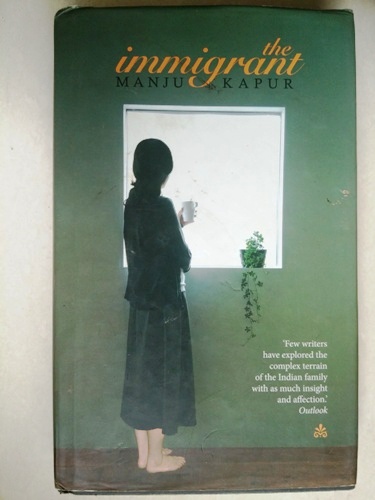 the
immigrant
MANJU KAPUR
'Few writers
have explored the
complex terrain
of the Indian family
with as much insight
and affection.'
Outlook